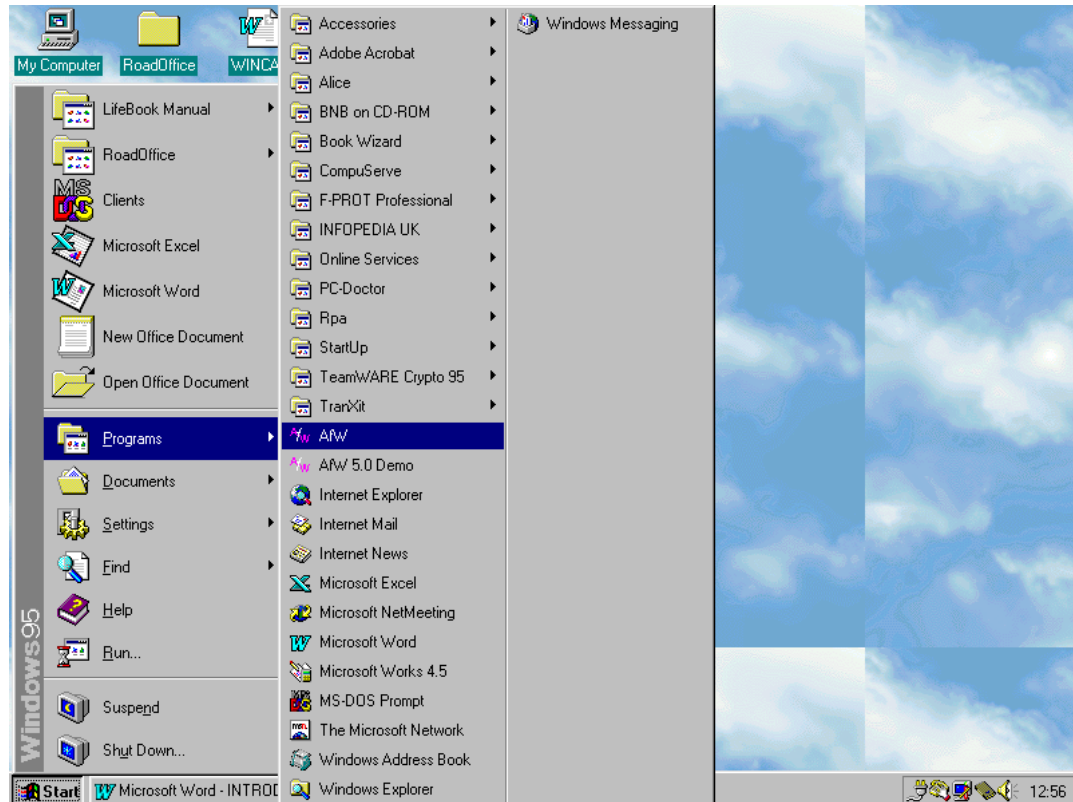 My Computer
RoadOffice
WINCA
LifeBook Manual
RoadOffice
MS DOS Clients
Microsoft Excel
Microsoft Word
New Office Document
Open Office Document
Programs
Documents
Settings
Find
Help
Run...
Suspend
Shut Down...
Windows95
Accessories
Adobe Acrobat
Alice
BNB on CD-ROM
Book Wizard
CompuServe
F-PROT Professional
INFOPEDIA UK
Online Services
PC-Doctor
Rpa
StartUp
TeamWARE Crypto 95
TranXit
AfW
AfW 5.0 Demo
Internet Explorer
Internet Mail
Internet News
Microsoft Excel
Microsoft NetMeeting
Microsoft Word
Microsoft Works 4.5
MS-DOS Prompt
The Microsoft Network
Windows Address Book
Windows Explorer
Windows Messaging
Start
Microsoft Word - INTROD
12:56